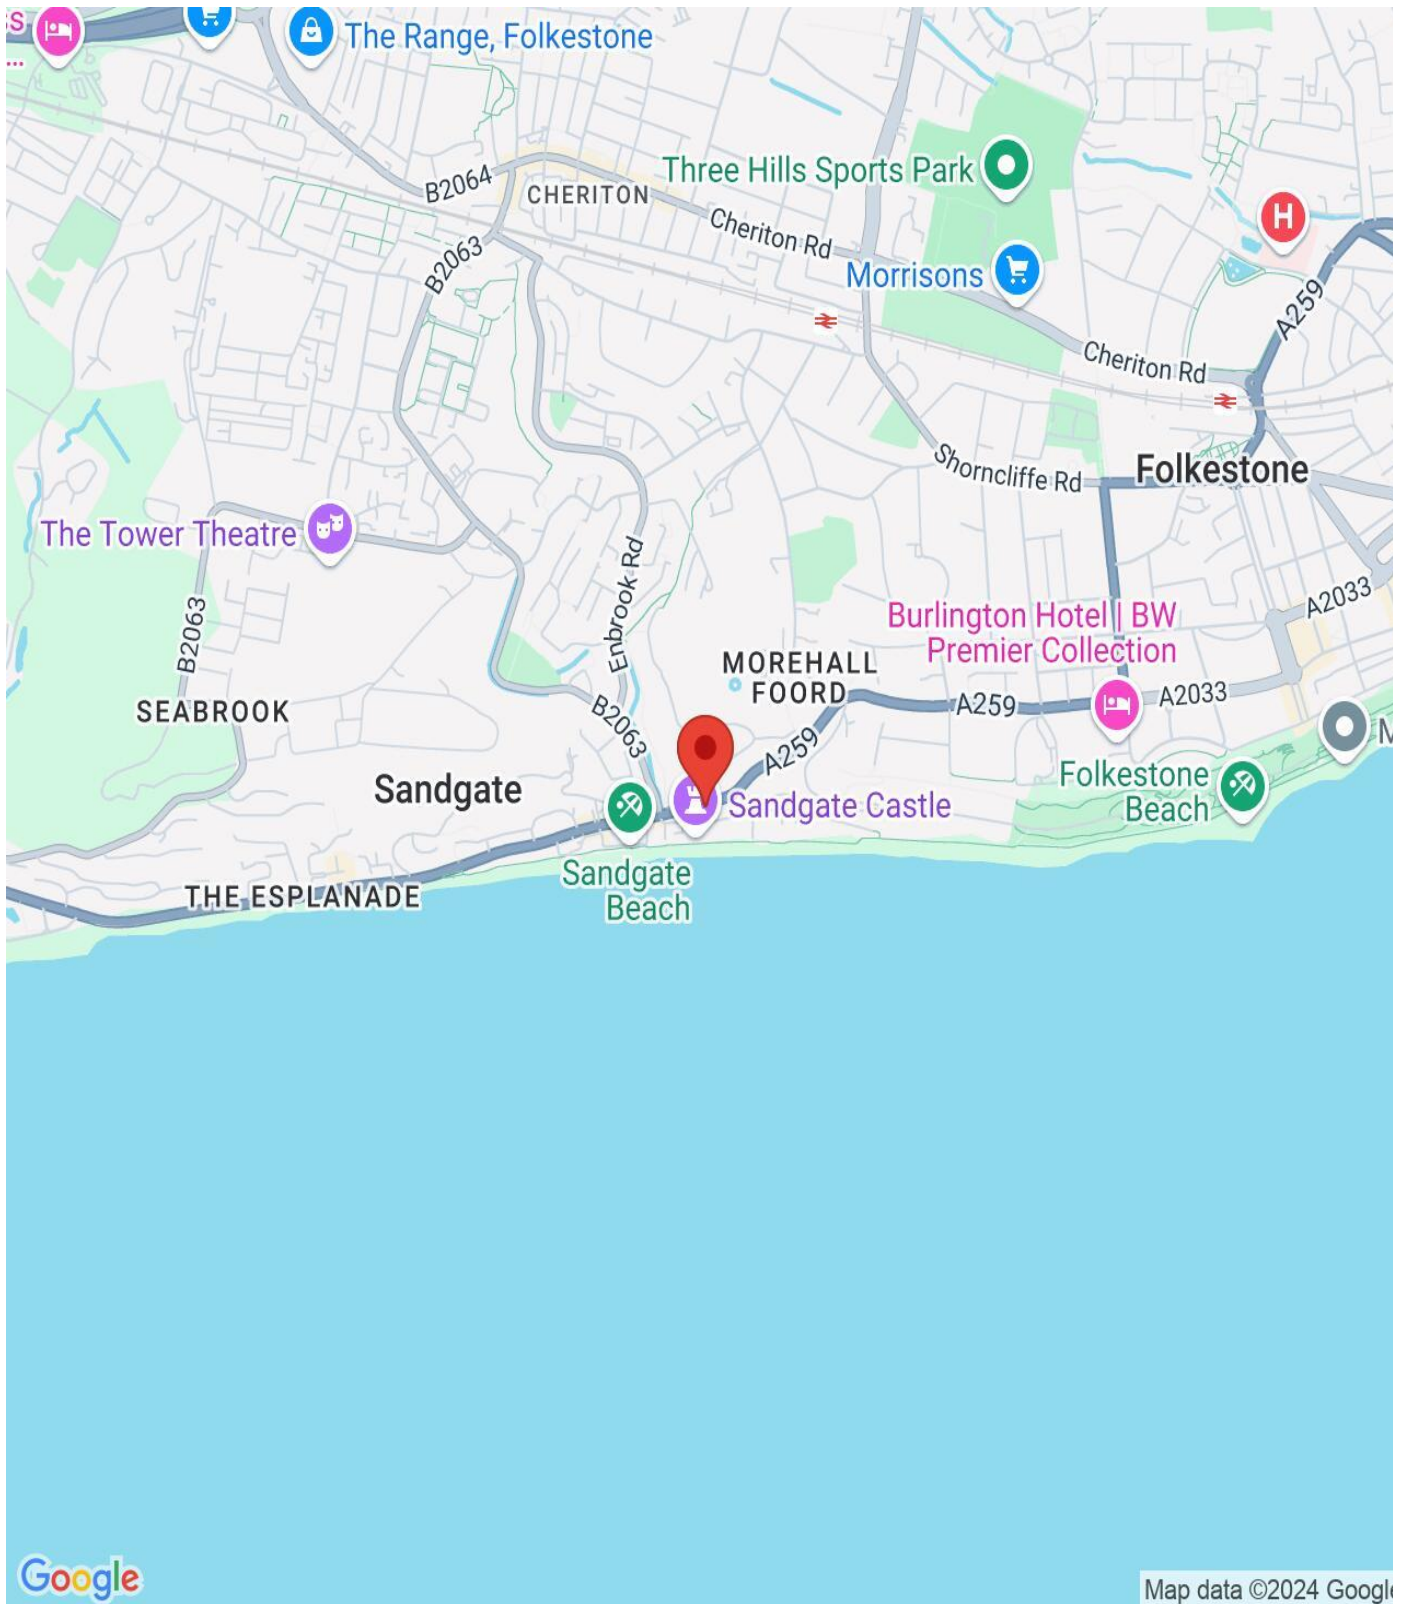 S
...
The Range, Folkestone
Three Hills Sports Park
B2064
CHERITON
Cheriton Rd
H
B2063
Morrisons
A259
Cheriton Rd
Shorncliffe Rd
Folkestone
The Tower Theatre
Enbrook Rd
A2033
B2063
Burlington Hotel | BW
Premier Collection
MOREHALL
FOORD
A259
A2033
SEABROOK
B2063
A259
M
Sandgate
Folkestone
Beach
Sandgate Castle
Sandgate
Beach
THE ESPLANADE
Google
Map data ©2024 Google